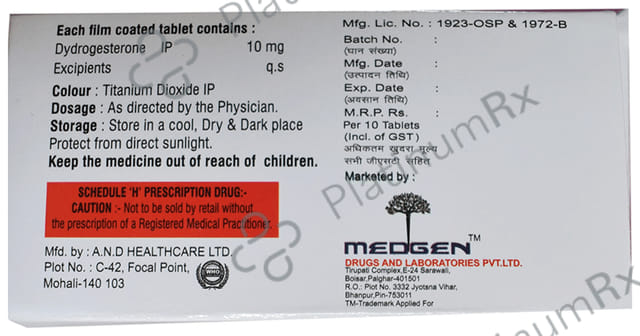 Each film coated tablet contains :
Dydrogesterone IP 10 mg
Excipients q.s
Colour : Titanium Dioxide IP
Dosage : As directed by the Physician.
Storage : Store in a cool, Dry & Dark place
Protect from direct sunlight.
Keep the medicine out of reach of children.
SCHEDULE 'H' PRESCRIPTION DRUG:-
CAUTION :- Not to be sold by retail without
the prescription of a Registered Medical Practitioner.
Mfd. by : A.N.D HEALTHCARE LTD.
Plot No. : C-42, Focal Point,
Mohali-140 103
WHO
Mfg. Lic. No. : 1923-OSP & 1972-B
Batch No. :
(घान संख्या)
Mfg. Date :
(उत्पादन तिथि)
Exp. Date :
(अवसान तिथि)
M.R.P. Rs. :
Per 10 Tablets
(Incl. of GST)
अधिकतम खुदरा मूल्य
सभी जीएसटी सहित
Marketed by :
MEDGEN TM
DRUGS AND LABORATORIES PVT.LTD.
Tirupati Complex,E-24 Sarawali,
Boisar,Palghar-401501
R.O.: Plot No. 3332 Jyotsna Vihar,
Bhanpur,Pin-753011
TM-Trademark Applied For
PlatinumRx
PlatinumRx